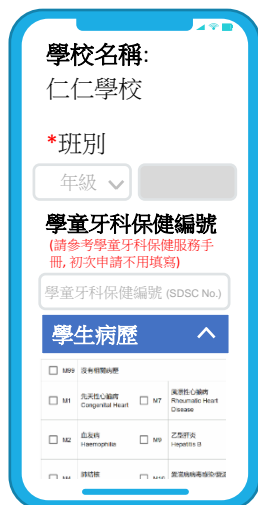 學校名稱:
仁仁學校
*班別
年級
學童牙科保健編號
(請參考學童牙科保健服務手
冊, 初次申請不用填寫)
學童牙科保健編號 (SDSC No.)
學生病歷
M99 沒有相關病歷
M1 先天性心臟病 Congenital Heart
M7 風濕性心臟病 Rheumatic Heart Disease
M2 血友病 Haemophilia
M9 乙型肝炎 Hepatitis B
肺結核